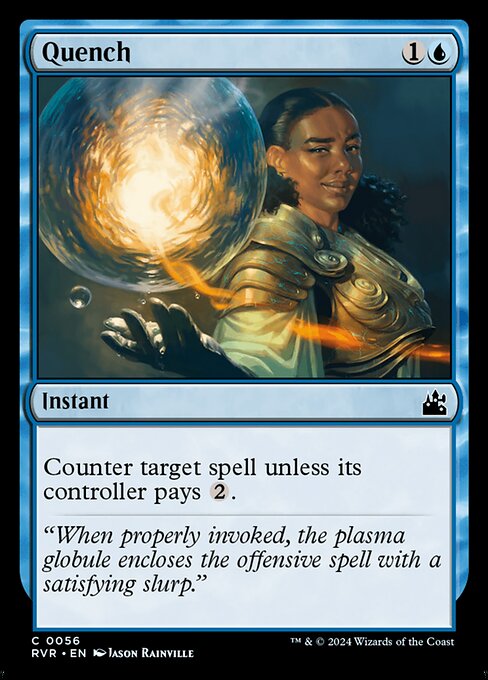 Quench 1
Instant
Counter target spell unless its
controller pays 2.
“When properly invoked, the plasma
globule encloses the offensive spell with a
satisfying slurp.”
C 0056
RVR • EN Jason Rainville
™ & © 2024 Wizards of the Coast